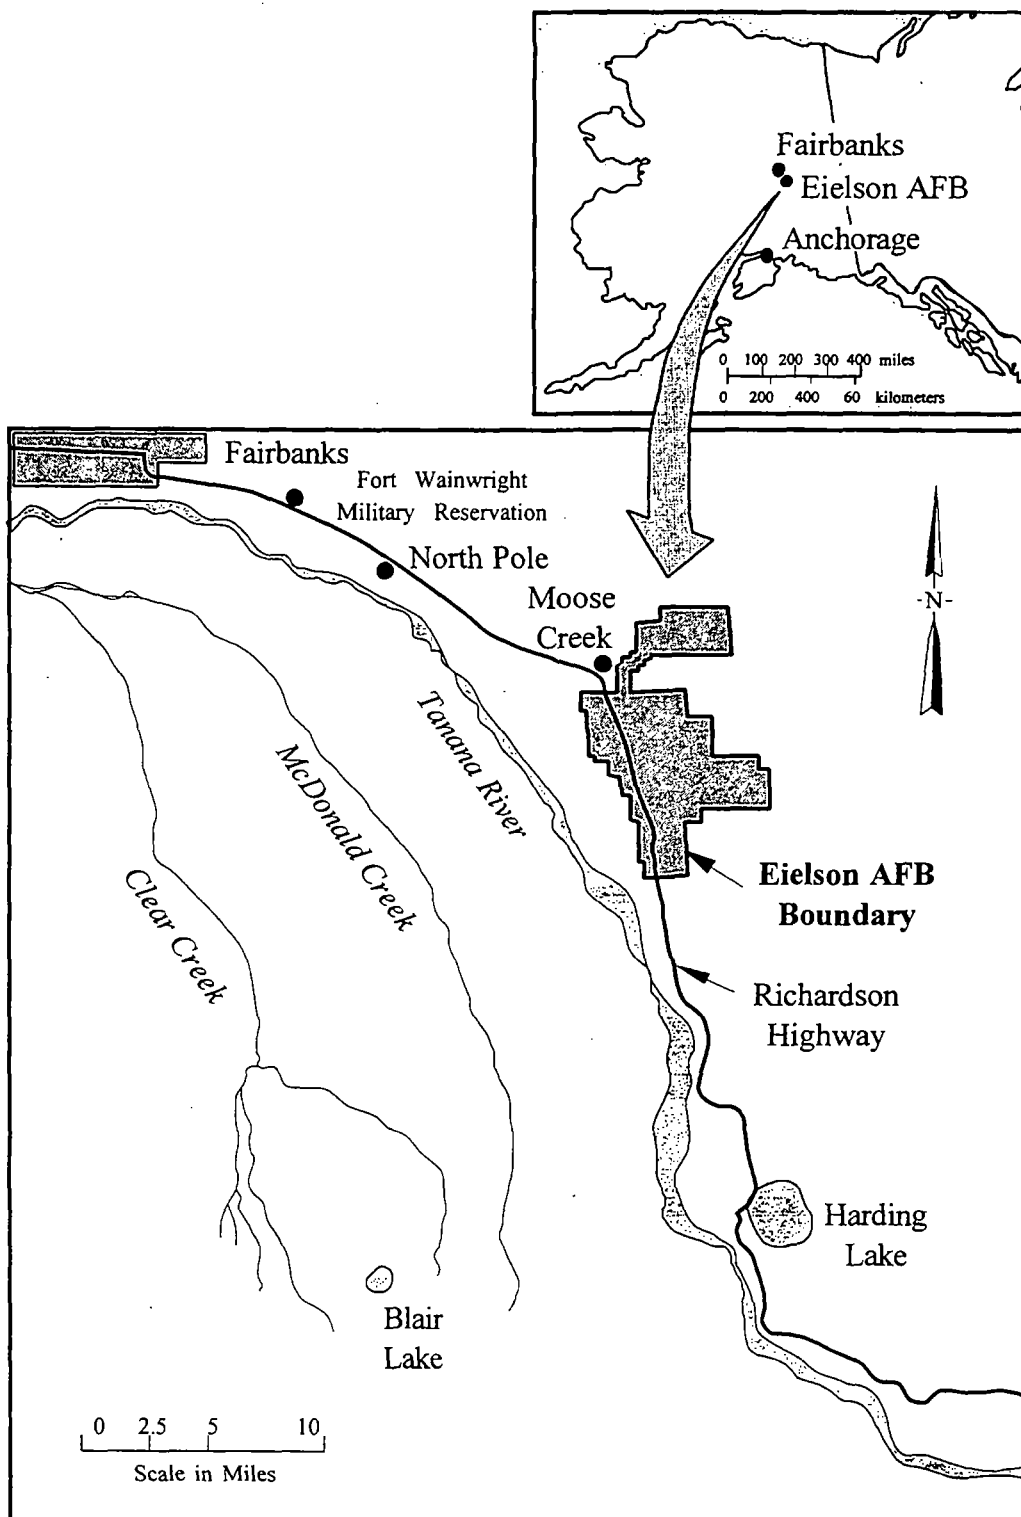 Fairbanks
Eielson AFB
Anchorage
0 100 200 300 400 miles
0 200 400 60 kilometers
Fairbanks
Fort Wainwright
Military Reservation
North Pole
Moose
Creek
-N-
Tanana River
McDonald Creek
Clear Creek
Eielson AFB
Boundary
Richardson
Highway
Harding
Lake
Blair
Lake
0 2.5 5 10
Scale in Miles